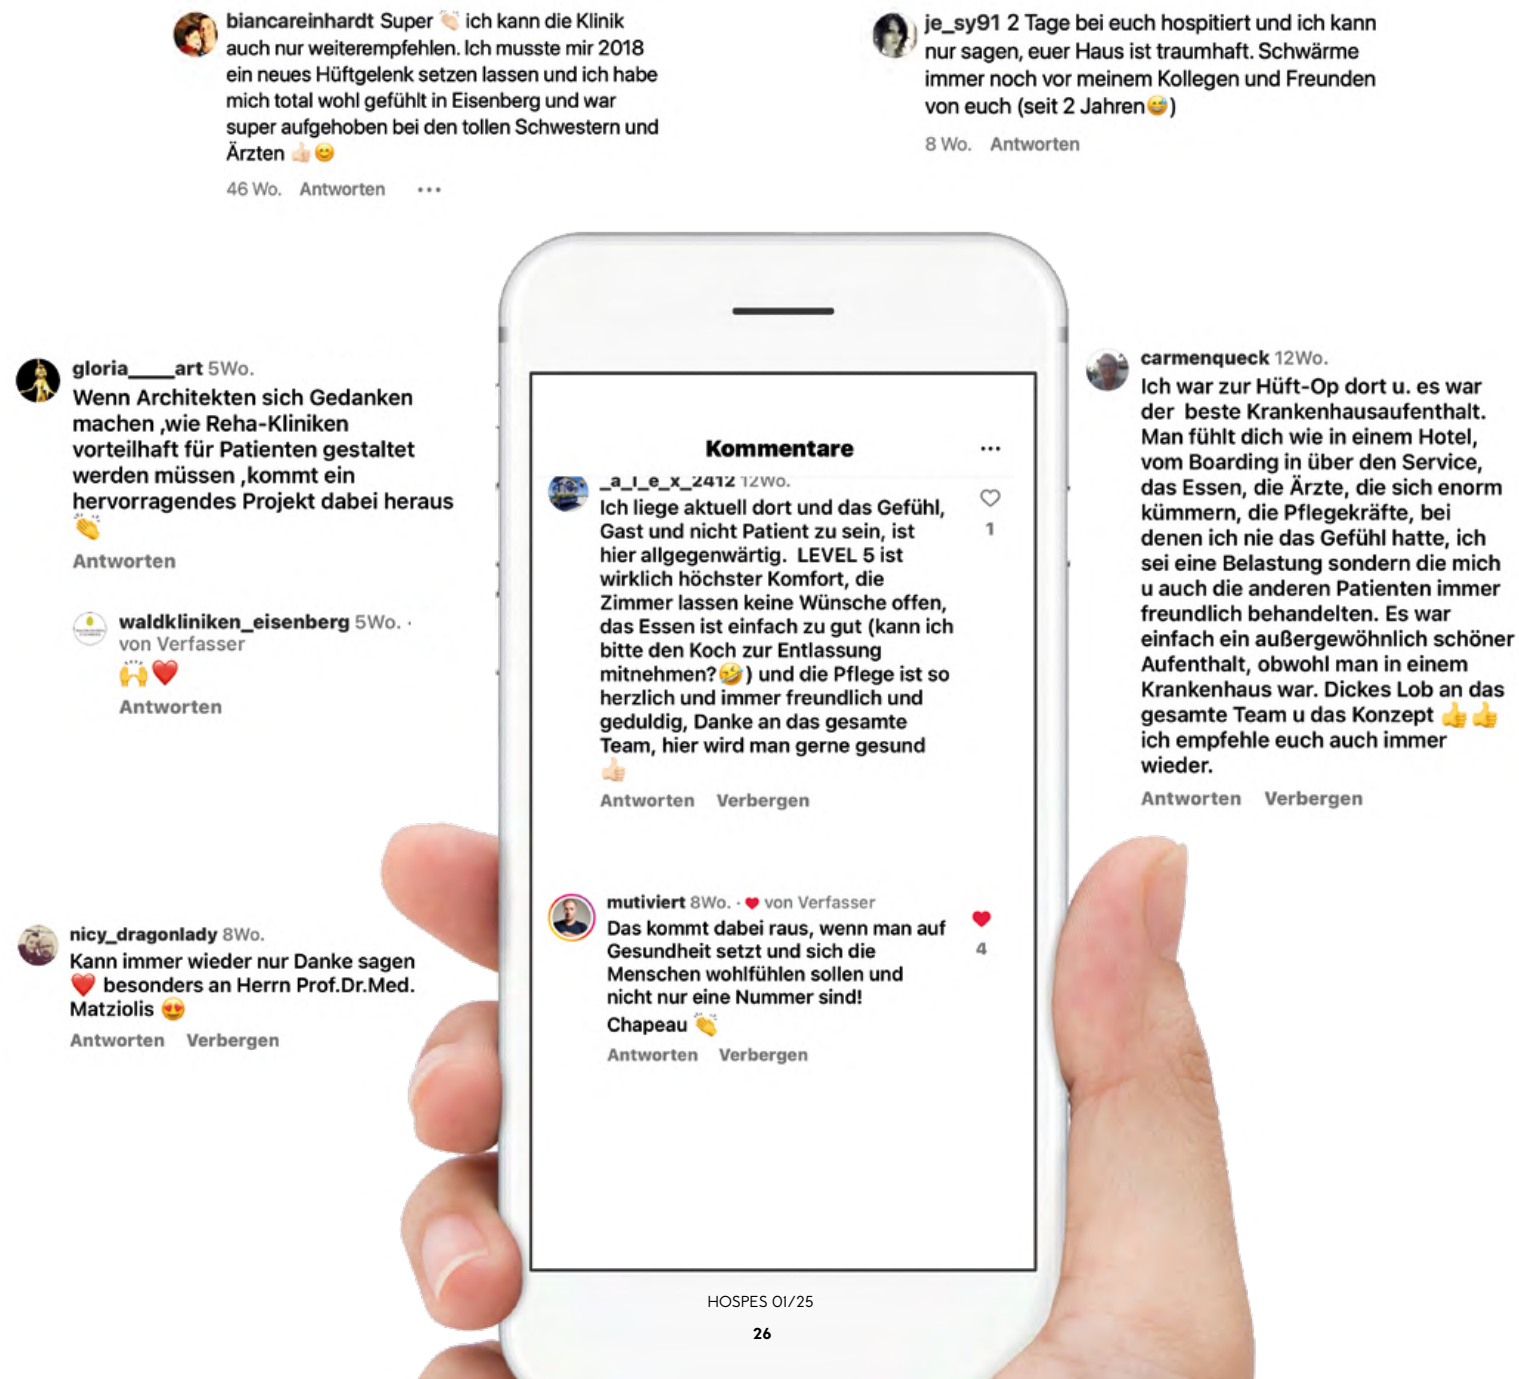 biancareinhardt Super 👏🏻 ich kann die Klinik
auch nur weiterempfehlen. Ich musste mir 2018
ein neues Hüftgelenk setzen lassen und ich habe
mich total wohl gefühlt in Eisenberg und war
super aufgehoben bei den tollen Schwestern und
Ärzten 👍🏻😊
46 Wo. Antworten ...
je_sy91 2 Tage bei euch hospitiert und ich kann
nur sagen, euer Haus ist traumhaft. Schwärme
immer noch vor meinem Kollegen und Freunden
von euch (seit 2 Jahren😅)
8 Wo. Antworten
gloria____art 5Wo.
Wenn Architekten sich Gedanken
machen ,wie Reha-Kliniken
vorteilhaft für Patienten gestaltet
werden müssen ,kommt ein
hervorragendes Projekt dabei heraus
👏
Antworten
waldkliniken_eisenberg 5Wo. ·
von Verfasser
🙌❤️
Antworten
nicy_dragonlady 8Wo.
Kann immer wieder nur Danke sagen
❤️ besonders an Herrn Prof.Dr.Med.
Matziolis 😍
Antworten Verbergen
Kommentare ...
_a_l_e_x_2412 12Wo.
Ich liege aktuell dort und das Gefühl,
Gast und nicht Patient zu sein, ist
hier allgegenwärtig. LEVEL 5 ist
wirklich höchster Komfort, die
Zimmer lassen keine Wünsche offen,
das Essen ist einfach zu gut (kann ich
bitte den Koch zur Entlassung
mitnehmen?🤣) und die Pflege ist so
herzlich und immer freundlich und
geduldig, Danke an das gesamte
Team, hier wird man gerne gesund
👍🏻
1
Antworten Verbergen
mutiviert 8Wo. · ❤️ von Verfasser
Das kommt dabei raus, wenn man auf
Gesundheit setzt und sich die
Menschen wohlfühlen sollen und
nicht nur eine Nummer sind!
Chapeau 👏
4
Antworten Verbergen
carmenqueck 12Wo.
Ich war zur Hüft-Op dort u. es war
der beste Krankenhausaufenthalt.
Man fühlt dich wie in einem Hotel,
vom Boarding in über den Service,
das Essen, die Ärzte, die sich enorm
kümmern, die Pflegekräfte, bei
denen ich nie das Gefühl hatte, ich
sei eine Belastung sondern die mich
u auch die anderen Patienten immer
freundlich behandelten. Es war
einfach ein außergewöhnlich schöner
Aufenthalt, obwohl man in einem
Krankenhaus war. Dickes Lob an das
gesamte Team u das Konzept 👍👍
ich empfehle euch auch immer
wieder.
Antworten Verbergen
HOSPES 01/25
26